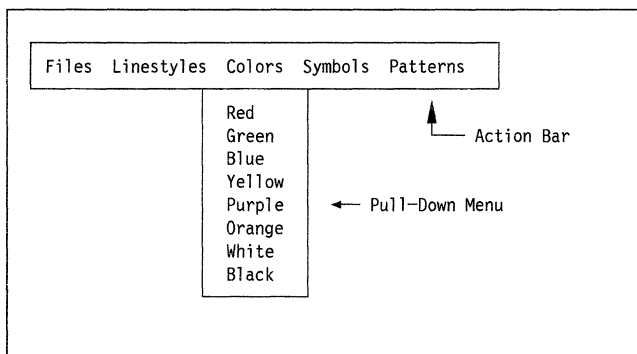 Files Linestyles Colors Symbols Patterns
Red
Green
Blue
Yellow
Purple
Orange
White
Black
Action Bar
Pull-Down Menu